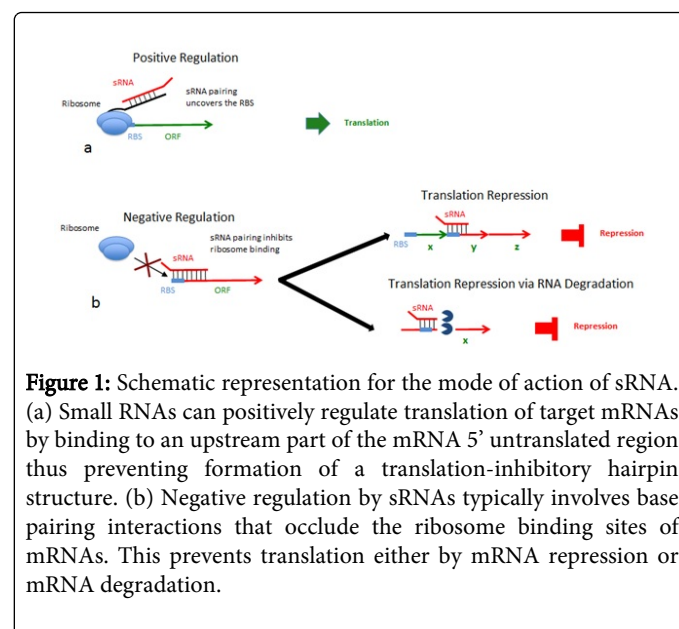 Positive Regulation
sRNA
Ribosome
sRNA pairing
uncovers the RBS
RBS
ORF
a
Translation
Negative Regulation
Ribosome
sRNA pairing inhibits
ribosome binding
sRNA
RBS
ORF
b
Translation Repression
sRNA
RBS
x
y
z
Repression
Translation Repression via RNA Degradation
sRNA
x
Repression
Figure 1: Schematic representation for the mode of action of sRNA.
(a) Small RNAs can positively regulate translation of target mRNAs
by binding to an upstream part of the mRNA 5’ untranslated region
thus preventing formation of a translation-inhibitory hairpin
structure. (b) Negative regulation by sRNAs typically involves base
pairing interactions that occlude the ribosome binding sites of
mRNAs. This prevents translation either by mRNA repression or
mRNA degradation.